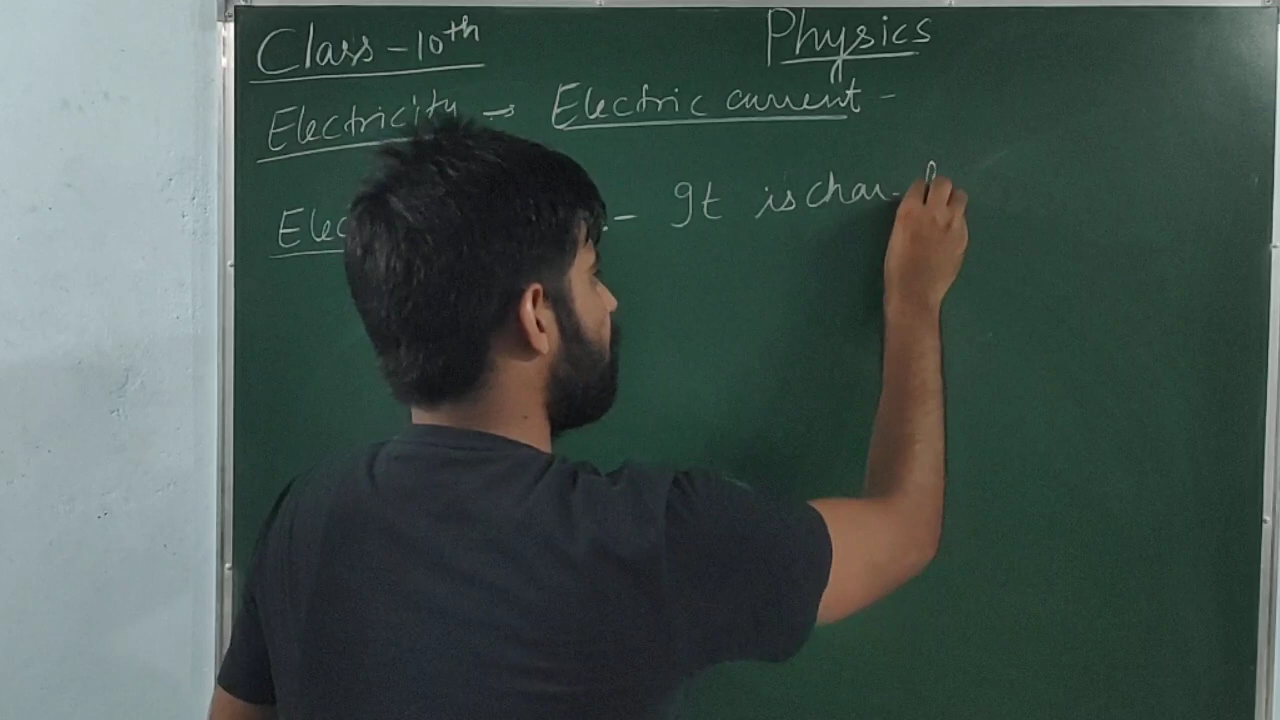 Class - 10th
Physics
Electricity → Electric current -
Elec - It is char